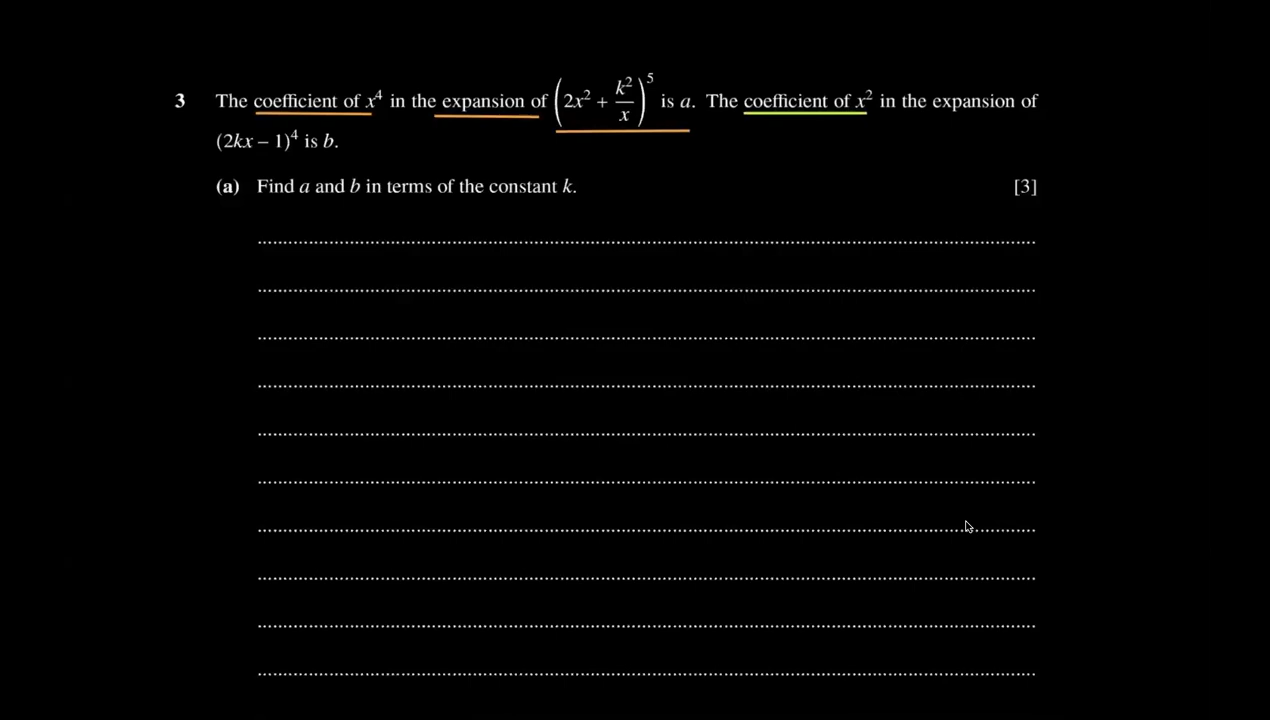 3 The coefficient of x⁴ in the expansion of (2x² + k²/x)⁵ is a. The coefficient of x² in the expansion of
(2kx – 1)⁴ is b.
(a) Find a and b in terms of the constant k. [3]